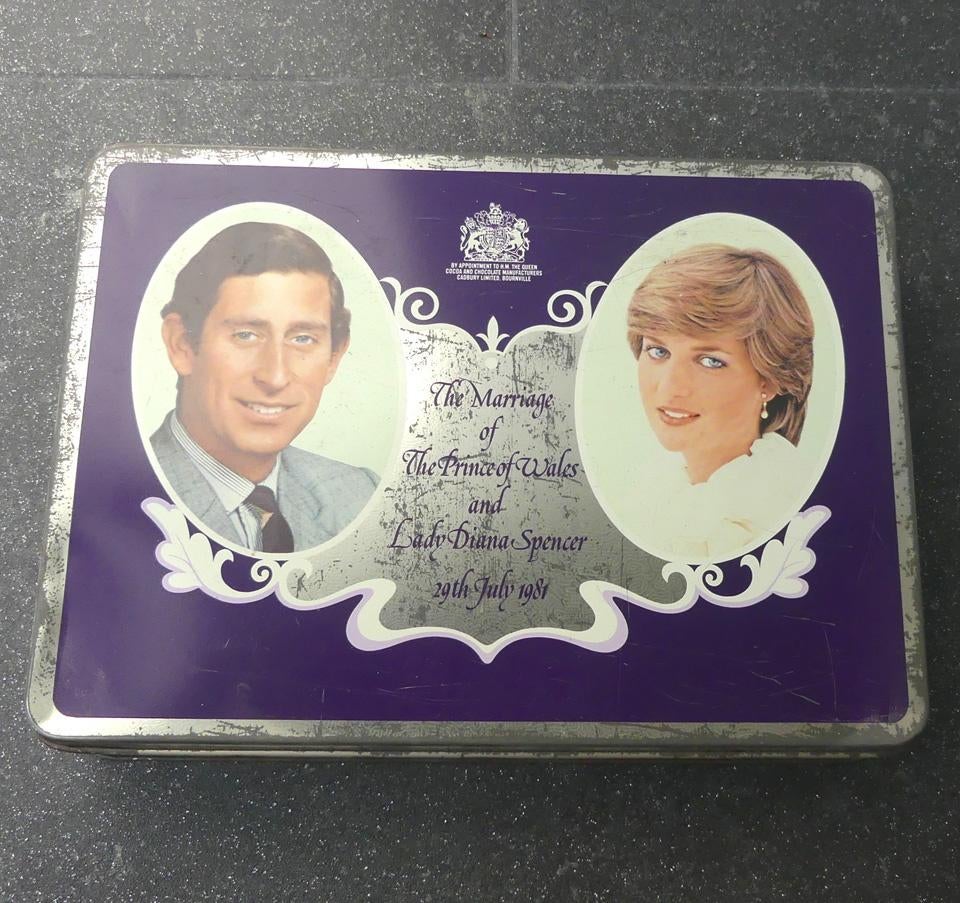 BY APPOINTMENT TO H.M. THE QUEEN
COCOA AND CHOCOLATE MANUFACTURERS
CADBURY LIMITED, BOURNVILLE
The Marriage
of
The Prince of Wales
and
Lady Diana Spencer
29th July 1981